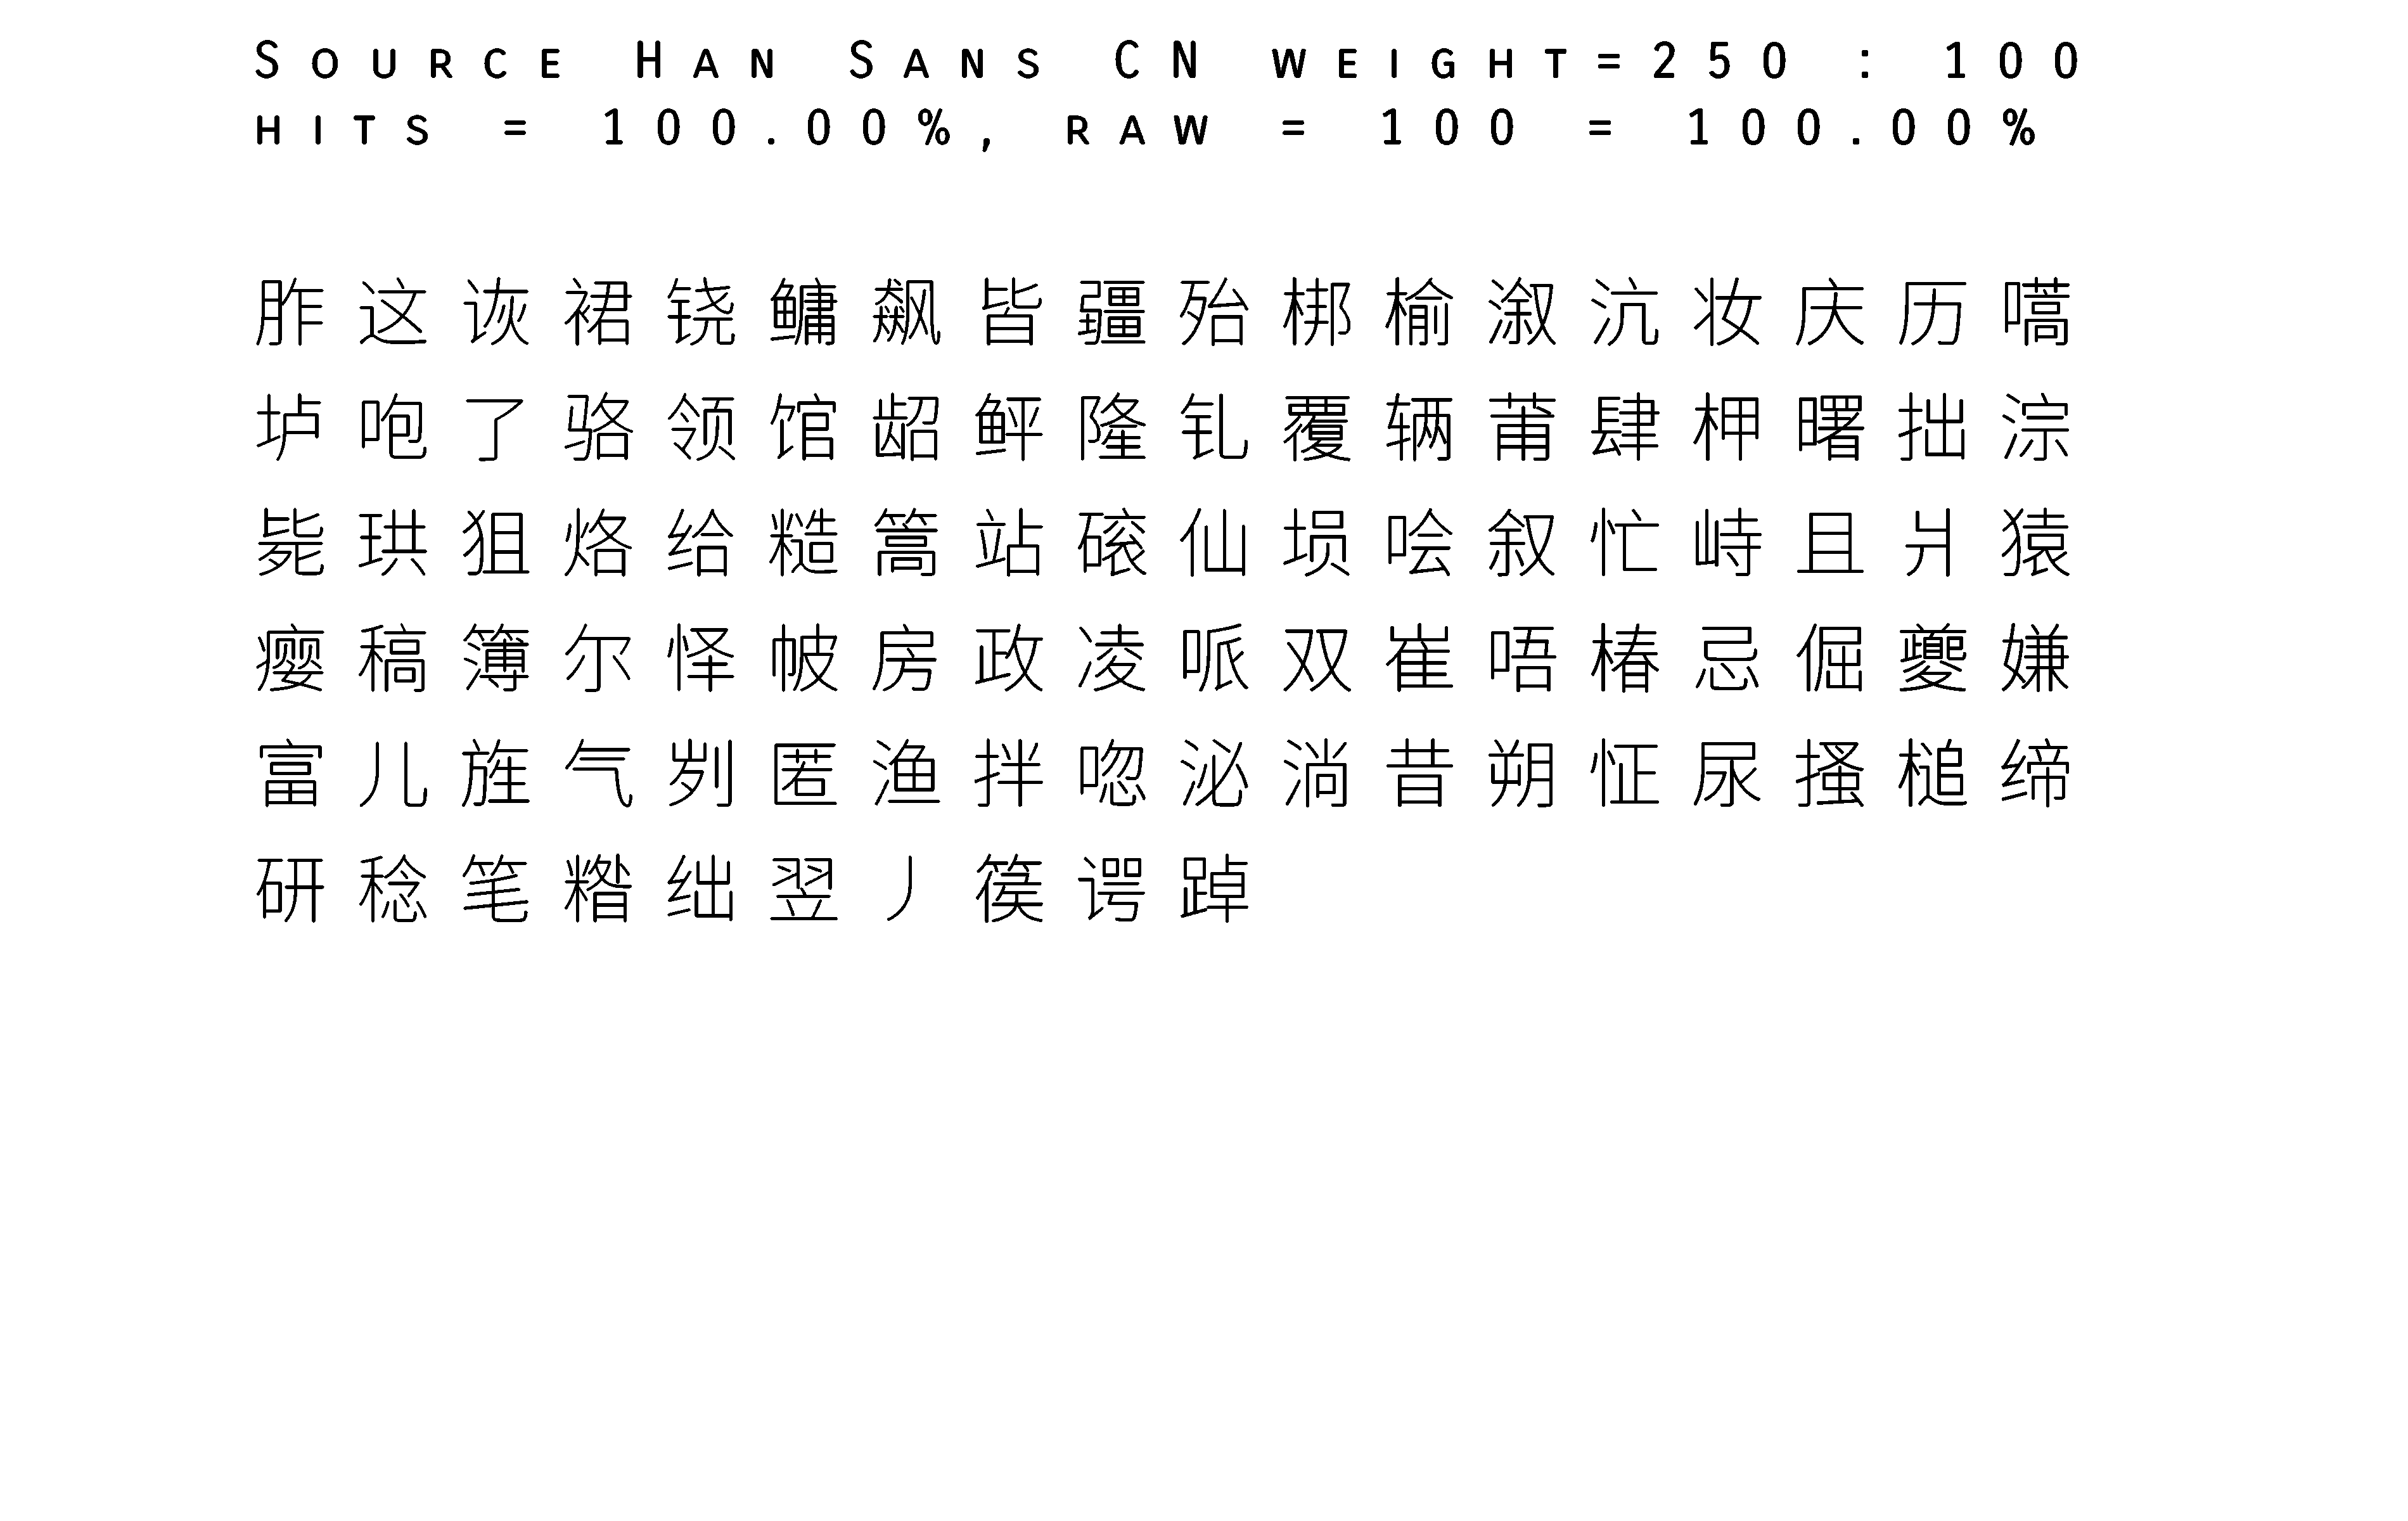 Source Han Sans CN weight=250 : 100
hits = 100.00%, raw = 100 = 100.00%
胙这诙裙铙鳙飙皆疆殆梆榆溆沆妆庆历嚆
垆咆了骆领馆龆鲆隆钆覆辆莆肆柙曙拙淙
毙珙狙烙给糙篙站磙仙埙哙叙忙峙且爿猿
瘿稿簿尔怿帔房政凌哌双崔唔椿忌倔夔嫌
富儿旌气刿匿渔拌唿泌淌昔朔怔尿搔槌缔
研稔笔糌绌翌丿篌谔踔